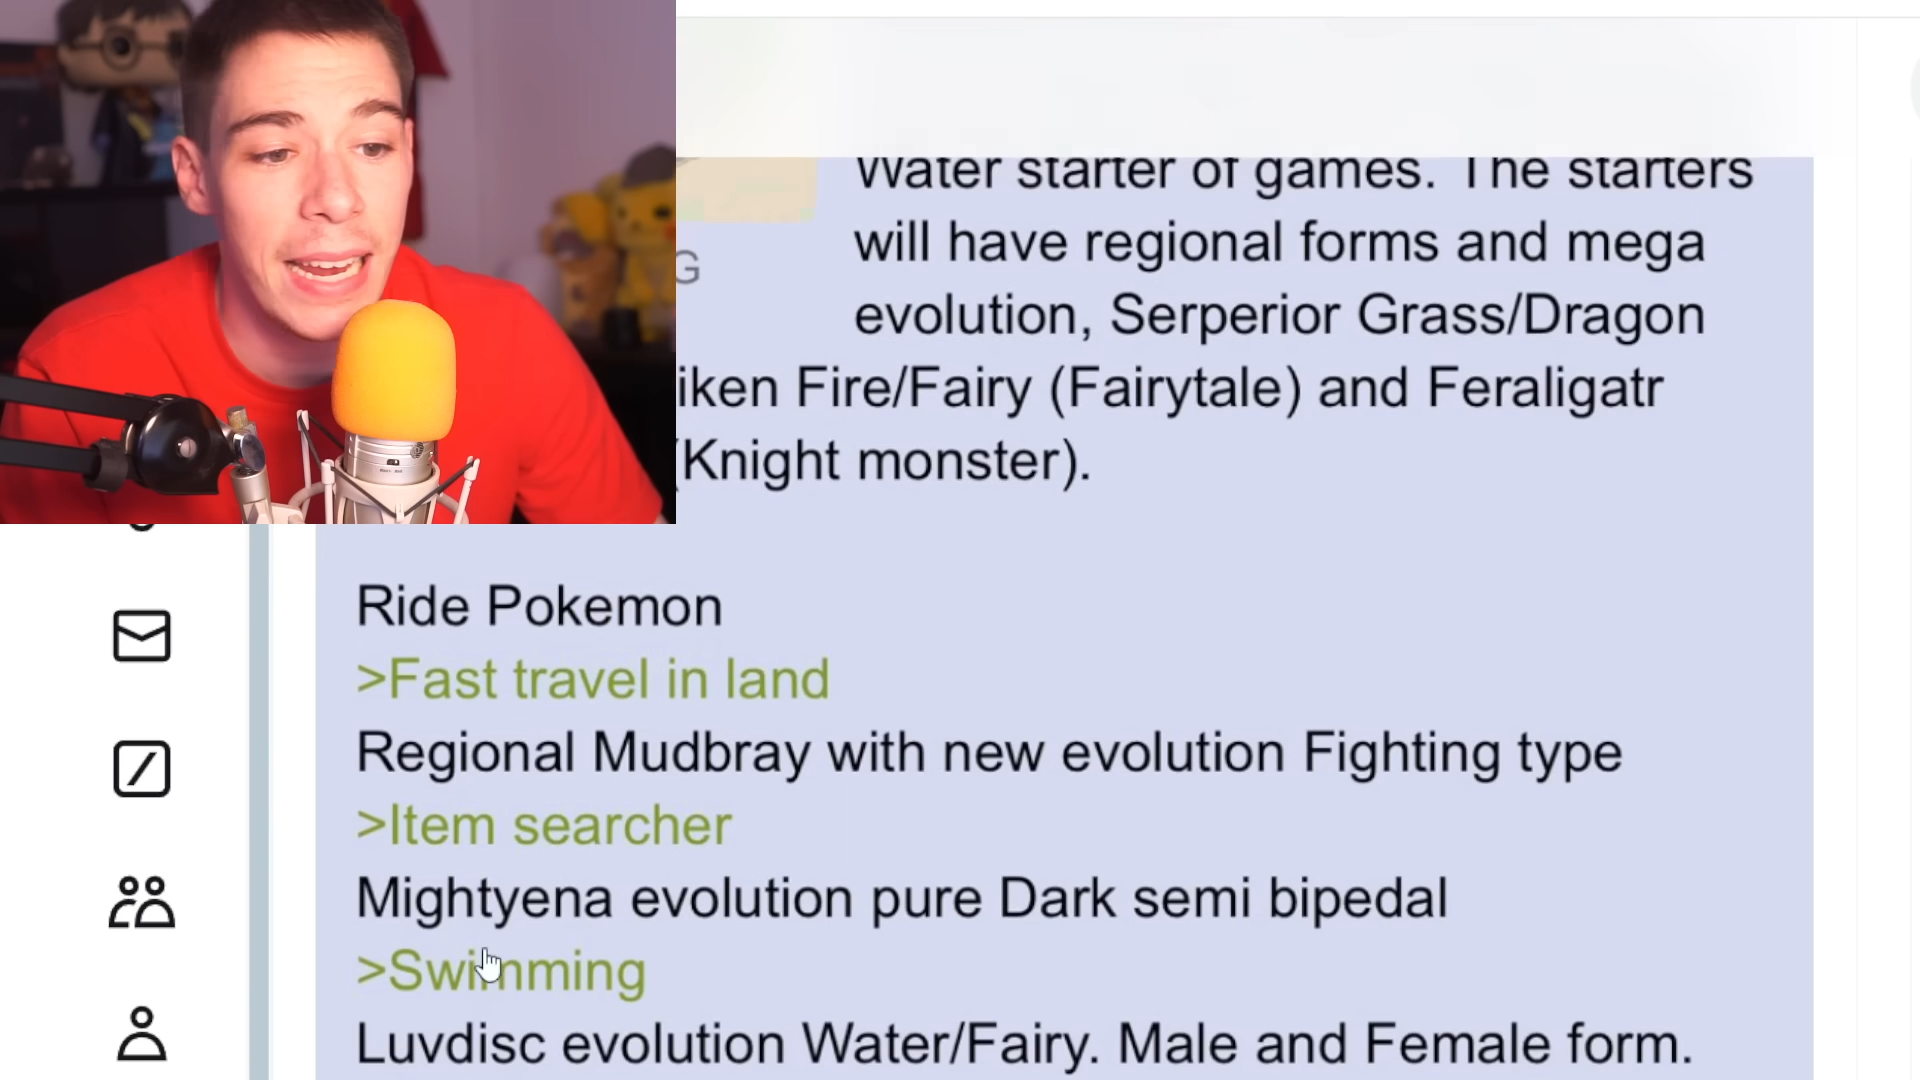 Water starter of games. The starters
will have regional forms and mega
G
evolution, Serperior Grass/Dragon
iken Fire/Fairy (Fairytale) and Feraligatr
(Knight monster).
Ride Pokemon
>Fast travel in land
Regional Mudbray with new evolution Fighting type
>Item searcher
Mightyena evolution pure Dark semi bipedal
>Swimming
Luvdisc evolution Water/Fairy. Male and Female form.